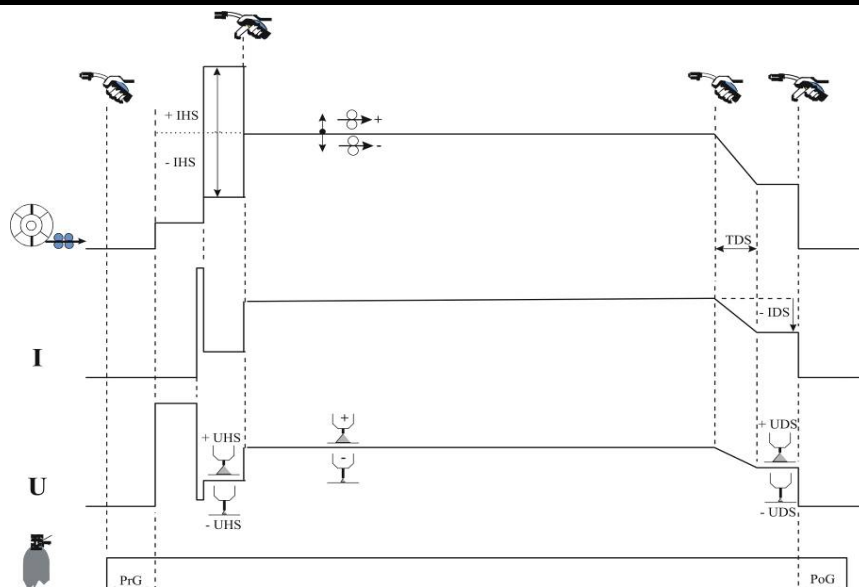 + IHS
+
- IHS
-
TDS
I
- IDS
+
+ UHS
+ UDS
-
U
- UHS
- UDS
PrG
PoG